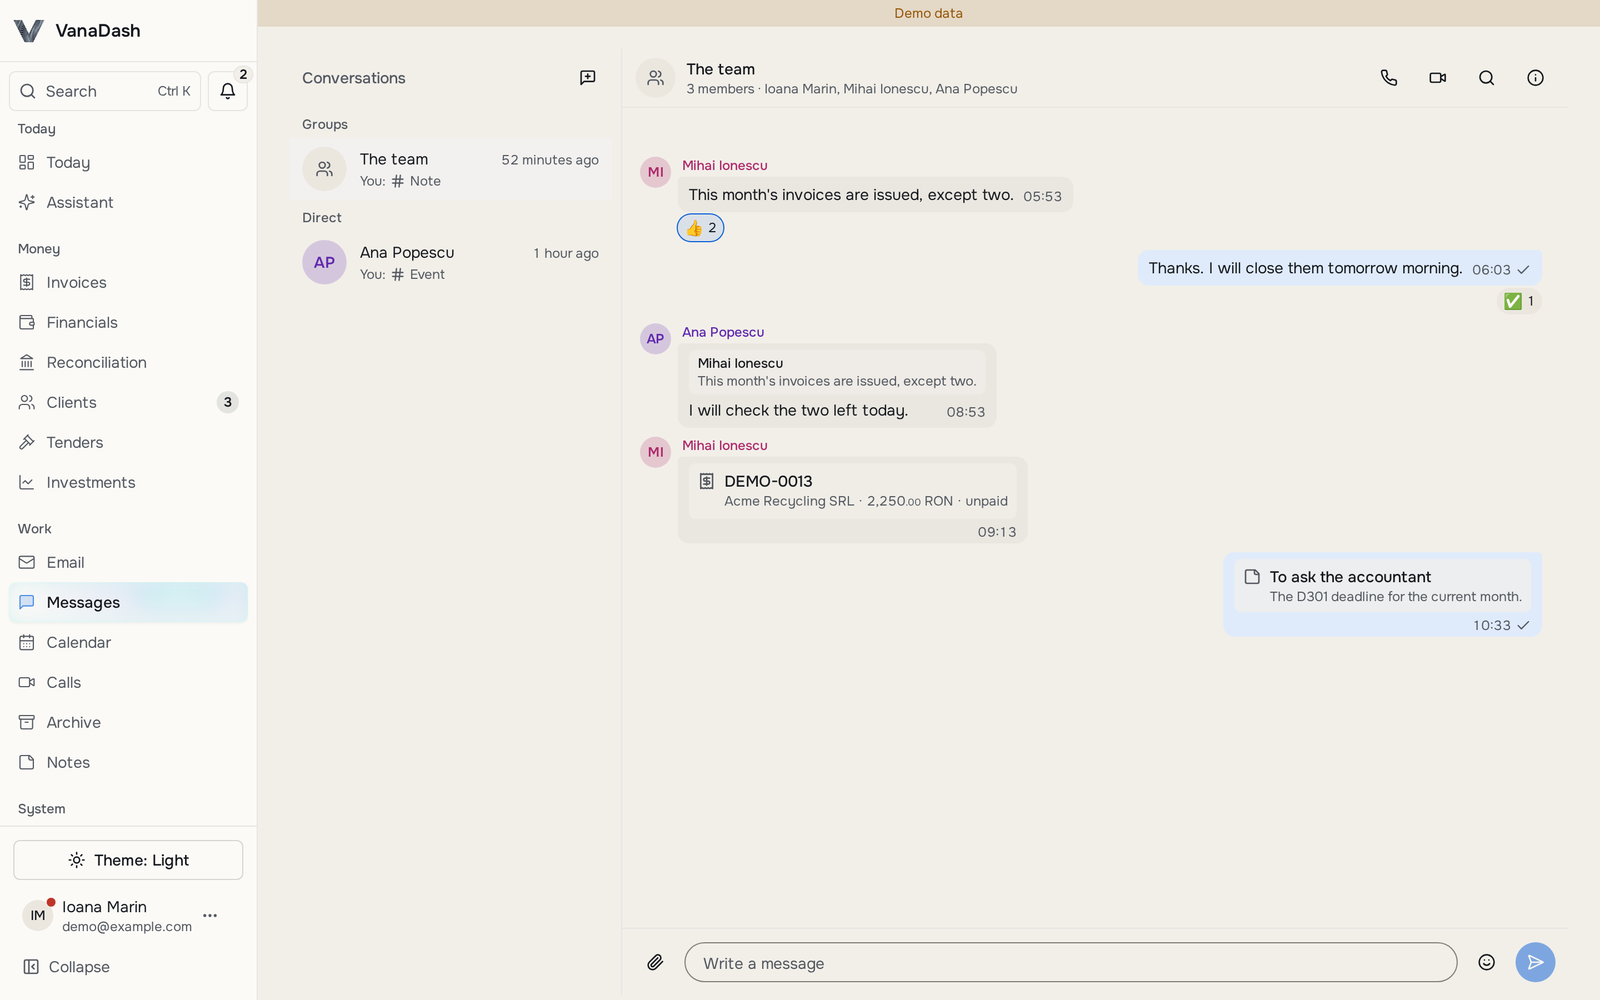 VanaDash
Search Ctrl K
2
Today
Today
Assistant
Money
Invoices
Financials
Reconciliation
Clients 3
Tenders
Investments
Work
Email
Messages
Calendar
Calls
Archive
Notes
System
Theme: Light
IM
Ioana Marin
demo@example.com
Collapse
Demo data
Conversations
Groups
The team 52 minutes ago
You: # Note
Direct
AP
Ana Popescu 1 hour ago
You: # Event
The team
3 members · Ioana Marin, Mihai Ionescu, Ana Popescu
MI
Mihai Ionescu
This month's invoices are issued, except two. 05:53
👍 2
Thanks. I will close them tomorrow morning. 06:03
✅ 1
AP
Ana Popescu
Mihai Ionescu
This month's invoices are issued, except two.
I will check the two left today. 08:53
MI
Mihai Ionescu
DEMO-0013
Acme Recycling SRL · 2,250.00 RON · unpaid
09:13
To ask the accountant
The D301 deadline for the current month.
10:33
Write a message